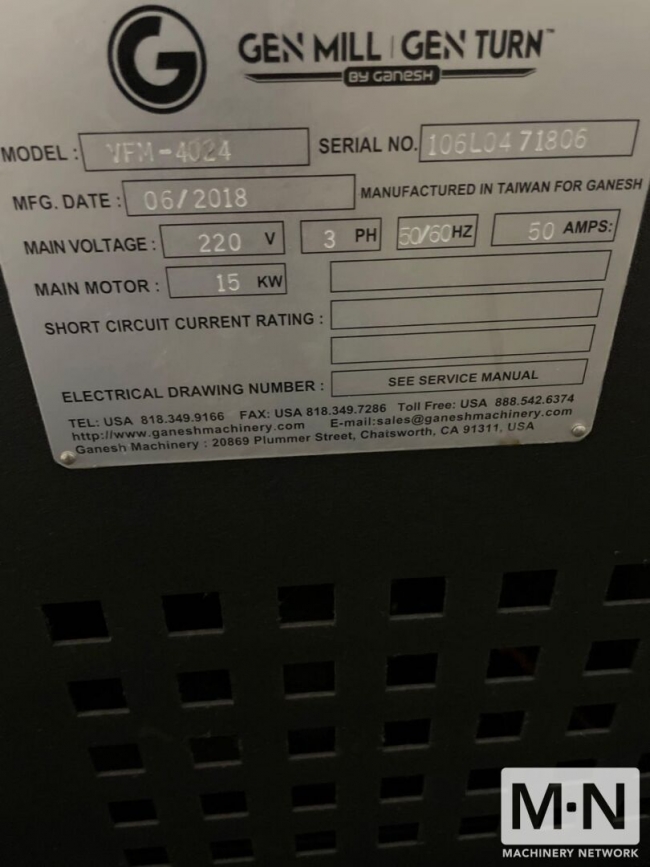 G
GEN MILL | GEN TURN™
BY GANESH
MODEL : VFM-4024 SERIAL NO. 106L0471806
MFG. DATE : 06/2018 MANUFACTURED IN TAIWAN FOR GANESH
MAIN VOLTAGE : 220 V 3 PH 50/60 HZ 50 AMPS:
MAIN MOTOR : 15 KW
SHORT CIRCUIT CURRENT RATING :
ELECTRICAL DRAWING NUMBER : SEE SERVICE MANUAL
TEL: USA 818.349.9166 FAX: USA 818.349.7286 Toll Free: USA 888.542.6374
http://www.ganeshmachinery.com E-mail:sales@ganeshmachinery.com
Ganesh Machinery : 20869 Plummer Street, Chatsworth, CA 91311, USA
M·N
MACHINERY NETWORK